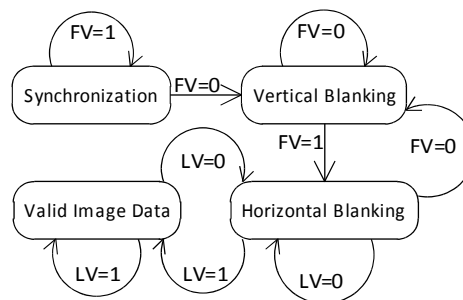 FV=1
FV=0
Synchronization
FV=0
Vertical Blanking
FV=1
FV=0
LV=0
Valid Image Data
Horizontal Blanking
LV=1
LV=1
LV=0